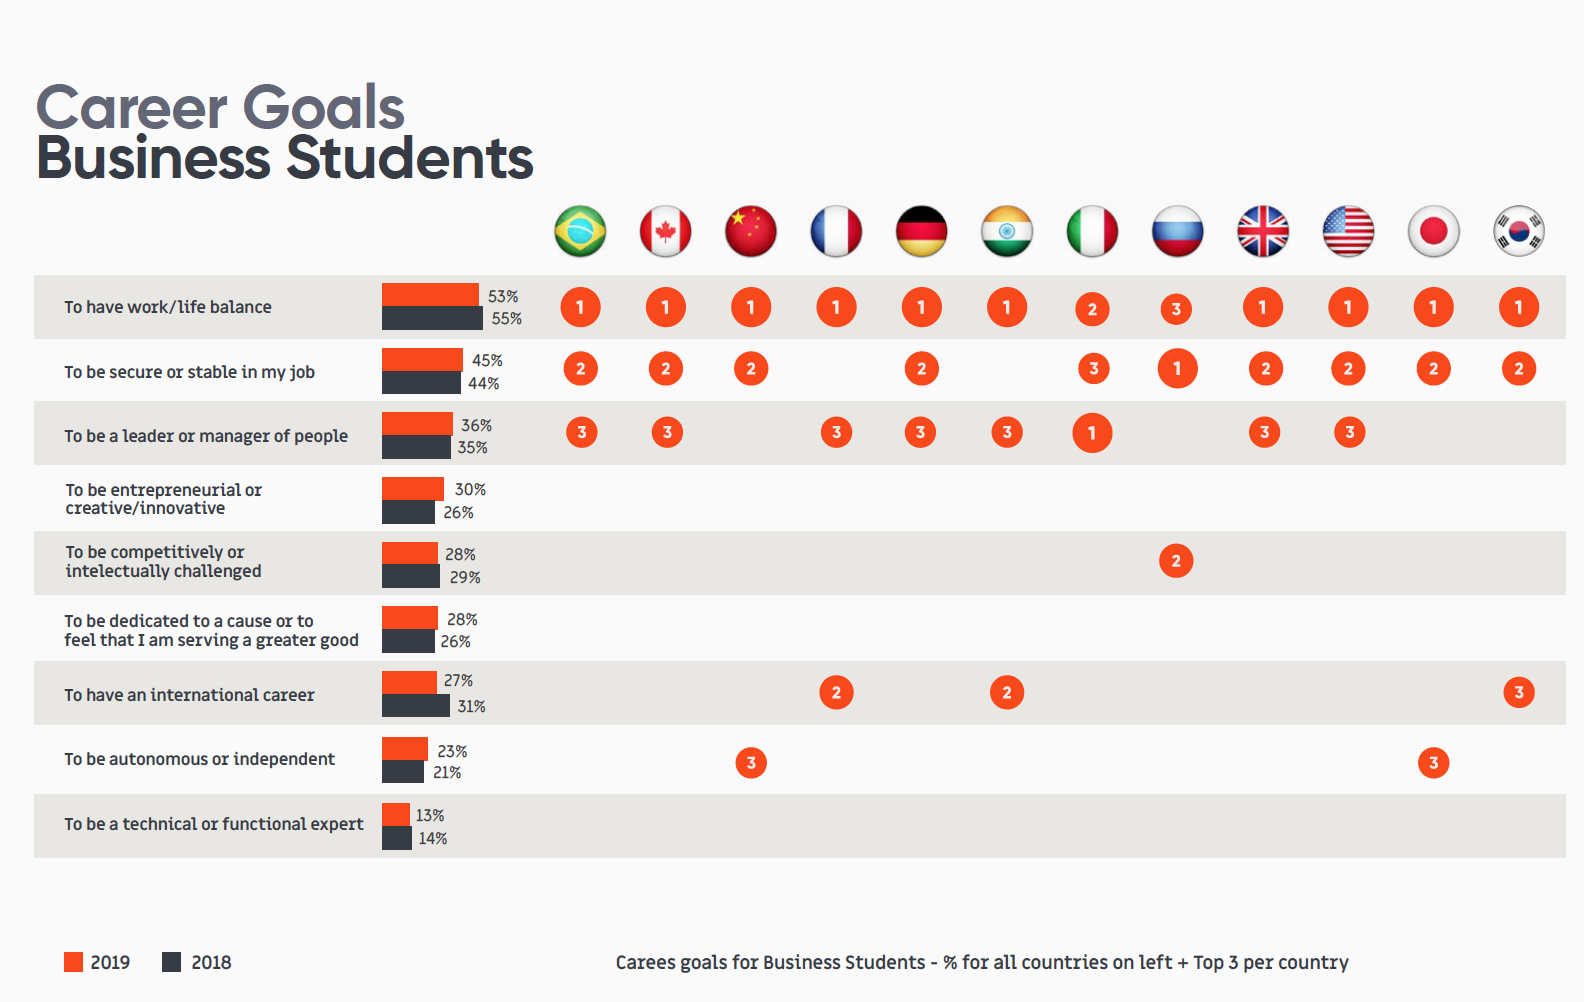 Career Goals
Business Students
To have work/life balance
53%
55%
1 1 1 1 1 1 2 3 1 1 1 1
To be secure or stable in my job
45%
44%
2 2 2 2 3 1 2 2 2 2
To be a leader or manager of people
36%
35%
3 3 3 3 3 1 3 3
To be entrepreneurial or
creative/innovative
30%
26%
To be competitively or
intelectually challenged
28%
29%
2
To be dedicated to a cause or to
feel that I am serving a greater good
28%
26%
To have an international career
27%
31%
2 2 3
To be autonomous or independent
23%
21%
3 3
To be a technical or functional expert
13%
14%
2019 2018
Carees goals for Business Students - % for all countries on left + Top 3 per country